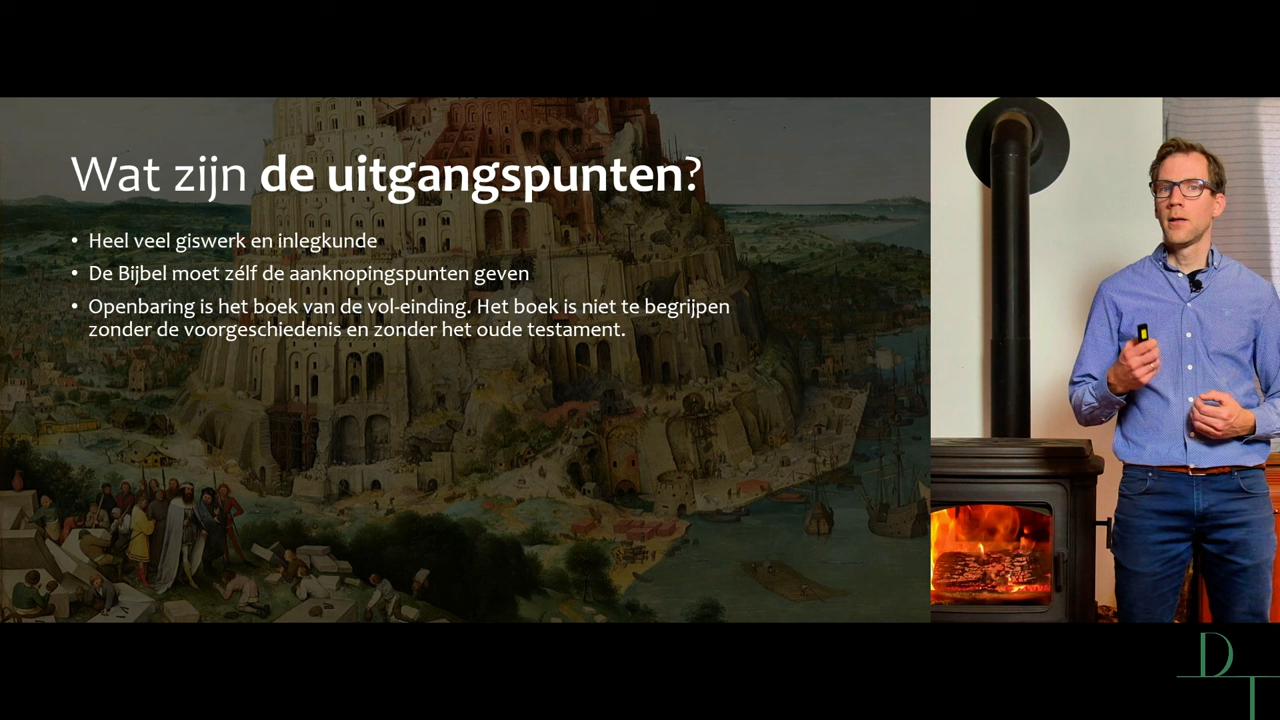 Wat zijn de uitgangspunten?
• Heel veel giswerk en inlegkunde
• De Bijbel moet zélf de aanknopingspunten geven
• Openbaring is het boek van de vol-einding. Het boek is niet te begrijpen
zonder de voorgeschiedenis en zonder het oude testament.
D
T